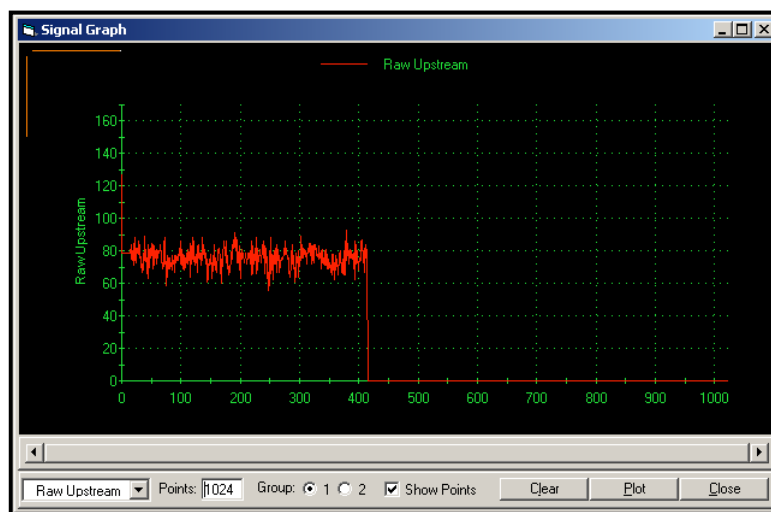 Signal Graph
Raw Upstream
160
140
120
100
80
60
40
20
0
Raw Upstream
0 100 200 300 400 500 600 700 800 900 1000
Raw Upstream Points: 1024 Group: 1 2 Show Points Clear Plot Close